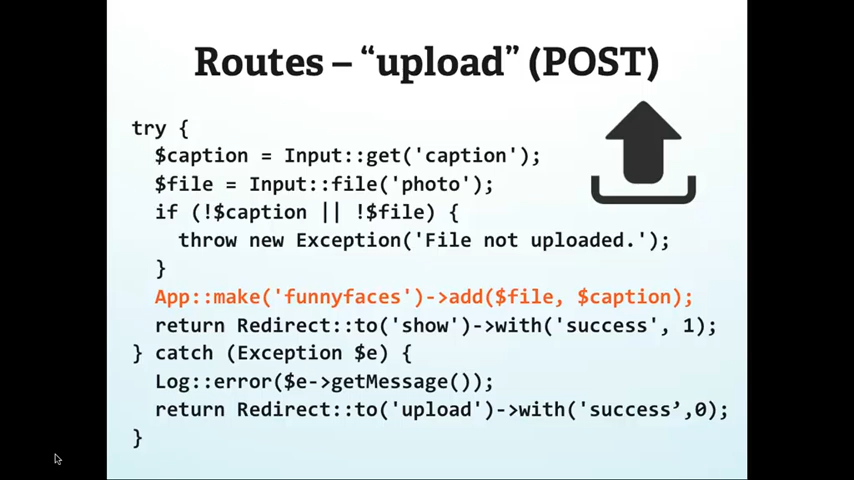 Routes – “upload” (POST)
try {
  $caption = Input::get('caption');
  $file = Input::file('photo');
  if (!$caption || !$file) {
    throw new Exception('File not uploaded.');
  }
  App::make('funnyfaces')->add($file, $caption);
  return Redirect::to('show')->with('success', 1);
} catch (Exception $e) {
  Log::error($e->getMessage());
  return Redirect::to('upload')->with('success’,0);
}